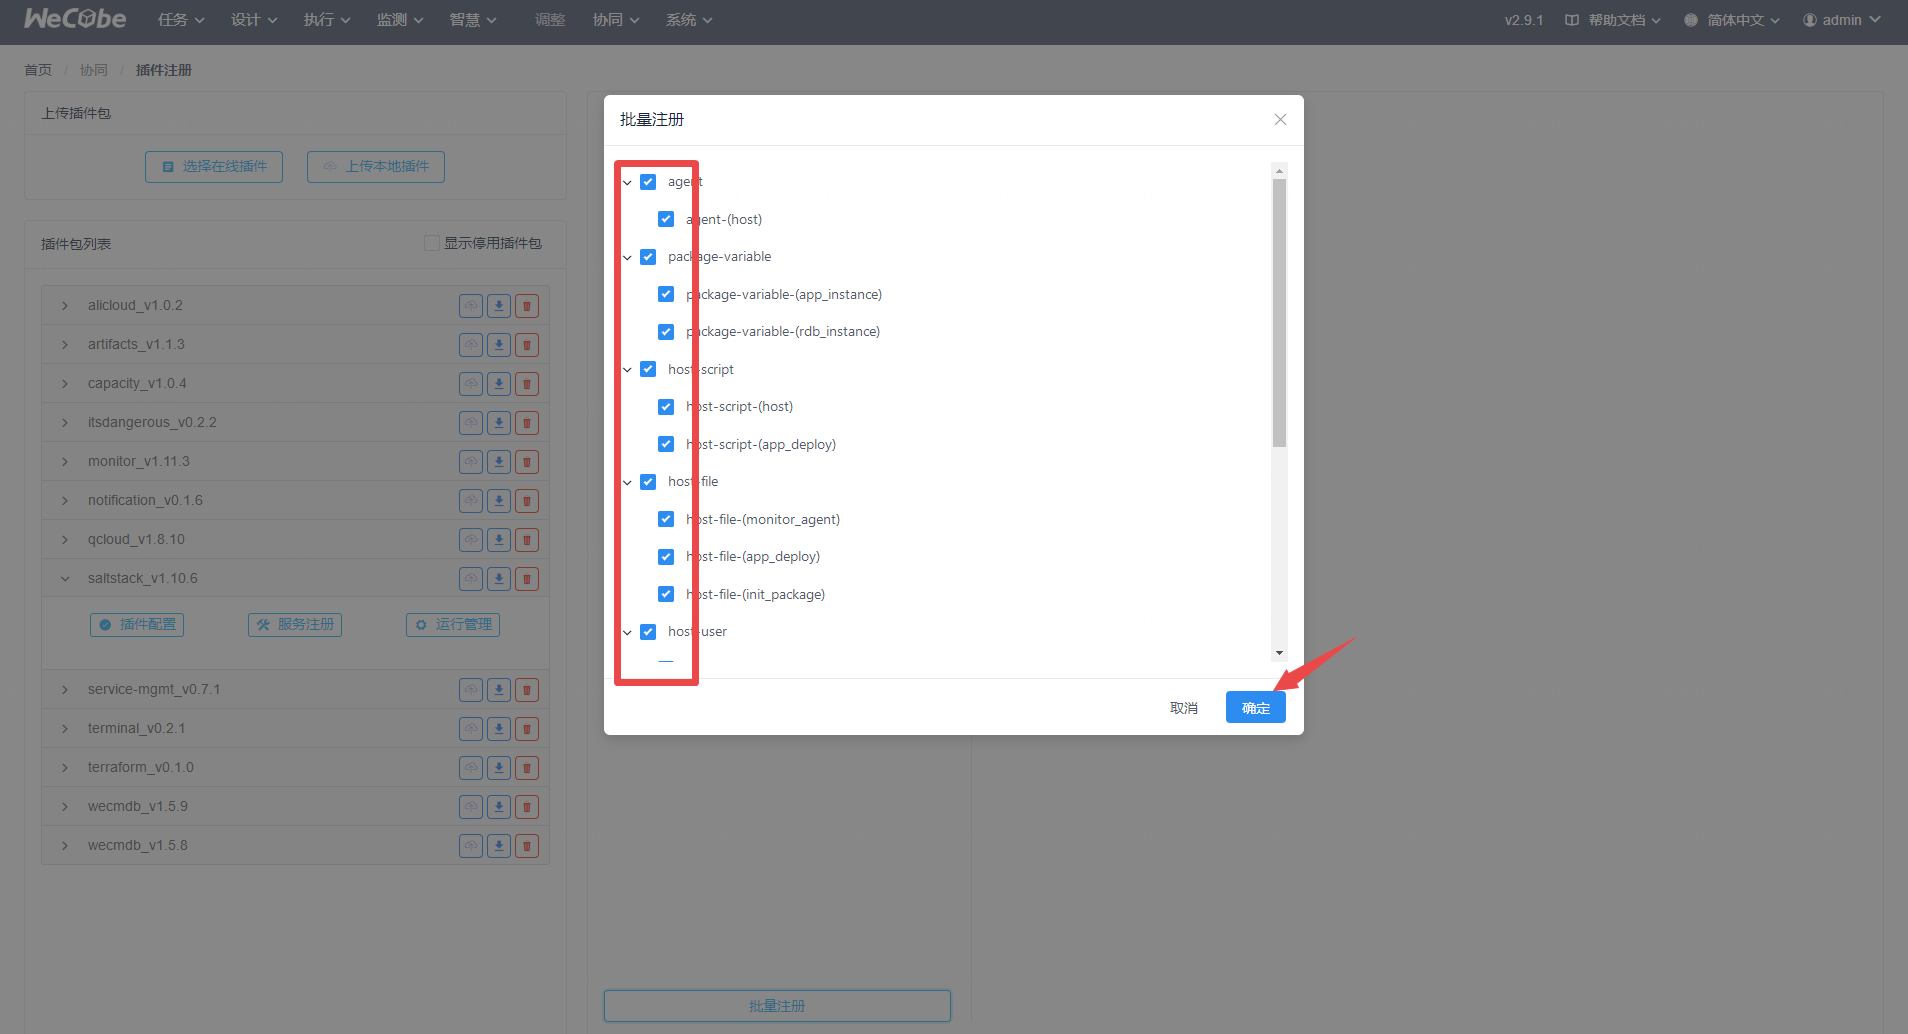 WeCube 任务 设计 执行 监测 智慧 调整 协同 系统 v2.9.1 帮助文档 简体中文 admin
首页 / 协同 / 插件注册
上传插件包
选择在线插件 上传本地插件
插件包列表 显示停用插件包
alicloud_v1.0.2
artifacts_v1.1.3
capacity_v1.0.4
itsdangerous_v0.2.2
monitor_v1.11.3
notification_v0.1.6
qcloud_v1.8.10
saltstack_v1.10.6
插件配置 服务注册 运行管理
service-mgmt_v0.7.1
terminal_v0.2.1
terraform_v0.1.0
wecmdb_v1.5.9
wecmdb_v1.5.8
批量注册
agent
agent-(host)
package-variable
package-variable-(app_instance)
package-variable-(rdb_instance)
host-script
host-script-(host)
host-script-(app_deploy)
host-file
host-file-(monitor_agent)
host-file-(app_deploy)
host-file-(init_package)
host-user
取消 确定
批量注册